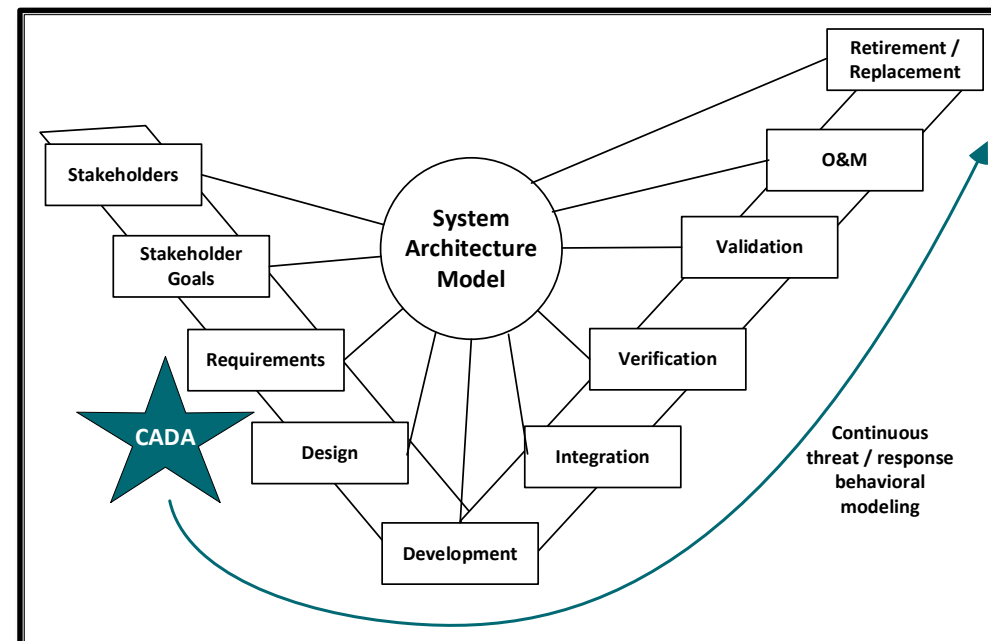 Retirement /
Replacement
O&M
Stakeholders
System
Architecture
Model
Stakeholder
Goals
Validation
Requirements
Verification
CADA
Design
Integration
Continuous
threat / response
behavioral
modeling
Development